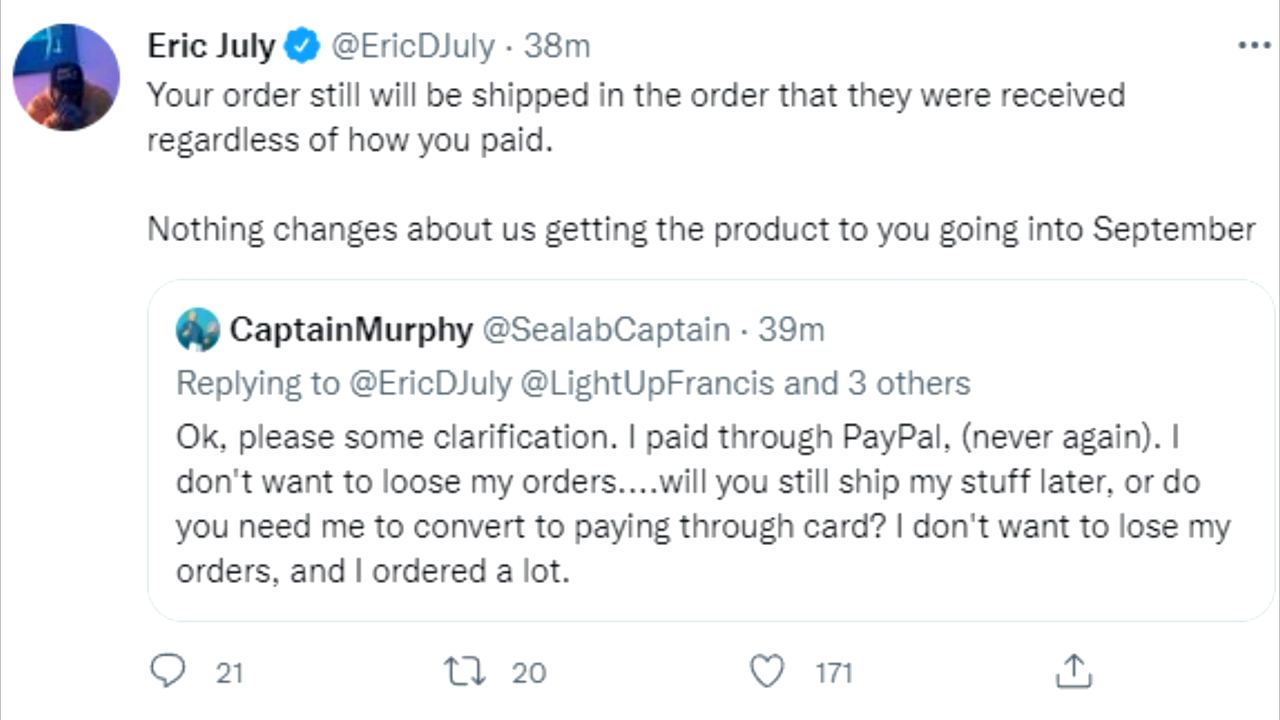 Eric July @EricDJuly · 38m
Your order still will be shipped in the order that they were received
regardless of how you paid.
Nothing changes about us getting the product to you going into September
CaptainMurphy @SealabCaptain · 39m
Replying to @EricDJuly @LightUpFrancis and 3 others
Ok, please some clarification. I paid through PayPal, (never again). I
don't want to loose my orders....will you still ship my stuff later, or do
you need me to convert to paying through card? I don't want to lose my
orders, and I ordered a lot.
21 20 171